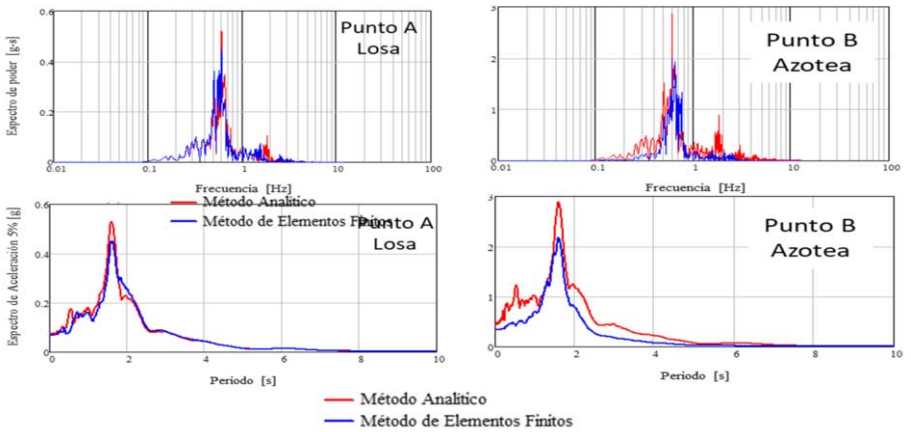 0.6
0.4
0.2
0
0.01
0.1
1
10
100
Espectro de poder [g-s]
Frecuencia [Hz]
Punto A
Losa
3
2
1
0
0.01
0.1
1
10
100
Frecuencia [Hz]
Punto B
Azotea
Método Analítico
Método de Elementos Finitos
0.6
0.4
0.2
0
0
2
4
6
8
10
Espectro de Aceleración 5% [g]
Periodo [s]
Punto A
Losa
3
2
1
0
0
2
4
6
8
10
Periodo [s]
Punto B
Azotea
Método Analitico
Método de Elementos Finitos